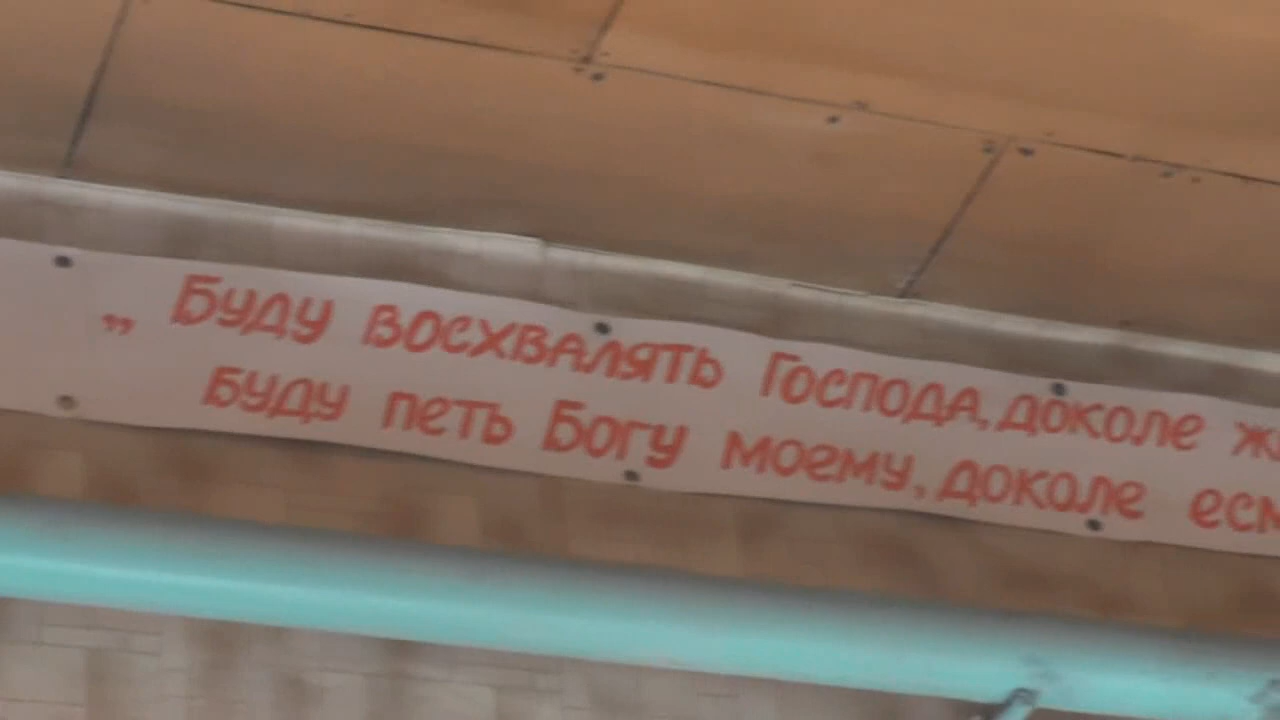 „ Буду восхвалять Господа, доколе
Буду петь Богу моему, доколе